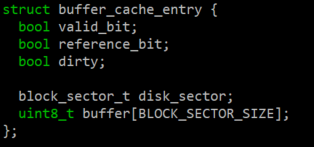 struct buffer_cache_entry {
  bool valid_bit;
  bool reference_bit;
  bool dirty;

  block_sector_t disk_sector;
  uint8_t buffer[BLOCK_SECTOR_SIZE];
};